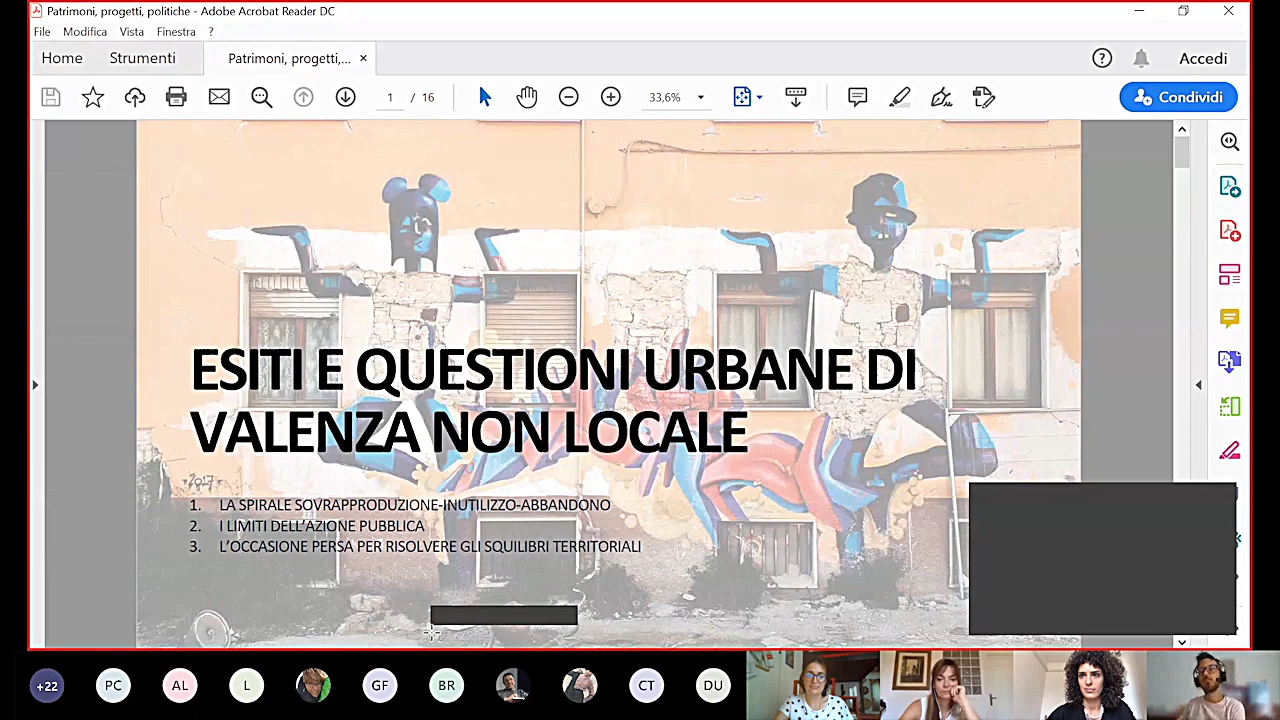 Patrimoni, progetti, politiche - Adobe Acrobat Reader DC
File Modifica Vista Finestra ?
Home Strumenti Patrimoni, progetti,... × Accedi
1 / 16 33,6% Condividi
ESITI E QUESTIONI URBANE DI
VALENZA NON LOCALE
2017
1. LA SPIRALE SOVRAPPRODUZIONE-INUTILIZZO-ABBANDONO
2. I LIMITI DELL'AZIONE PUBBLICA
3. L'OCCASIONE PERSA PER RISOLVERE GLI SQUILIBRI TERRITORIALI
+22 PC AL L GF BR CT DU